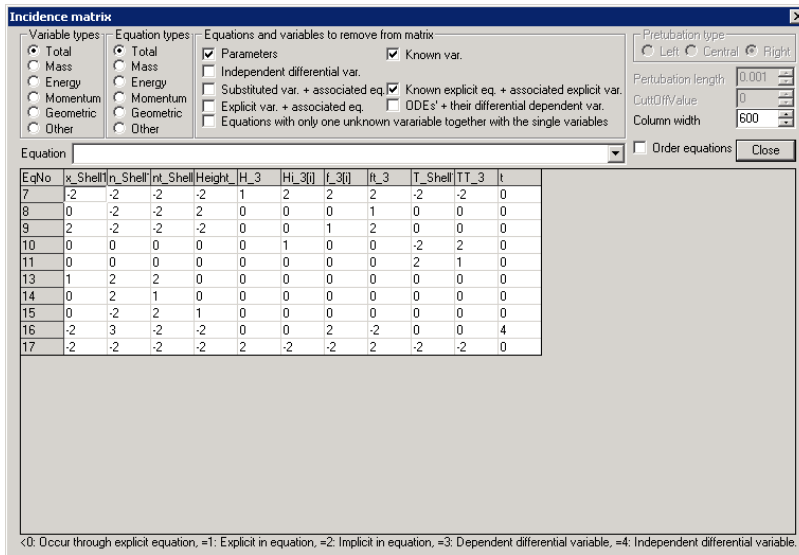 Incidence matrix
Variable types Equation types Equations and variables to remove from matrix Pretubation type
Total Total Parameters Known var. Left Central Right
Mass Mass Independent differential var.
Energy Energy Substituted var. + associated eq. Known explicit eq. + associated explicit var. Pertubation length 0.001
Momentum Momentum Explicit var. + associated eq. ODEs' + their differential dependent var. CuttOffValue 0
Geometric Geometric Equations with only one unknown varariable together with the single variables Column width 600
Other Other
Equation Order equations Close
EqNo x_Shell1 n_Shell1 nt_Shell Height_ H_3 Hi_3[i] f_3[i] ft_3 T_Shell1 TT_3 t
7 -2 -2 -2 -2 1 2 2 2 -2 -2 0
8 0 -2 -2 2 0 0 0 1 0 0 0
9 2 -2 -2 -2 0 0 1 2 0 0 0
10 0 0 0 0 0 1 0 0 -2 2 0
11 0 0 0 0 0 0 0 0 2 1 0
13 1 2 2 0 0 0 0 0 0 0 0
14 0 2 1 0 0 0 0 0 0 0 0
15 0 -2 2 1 0 0 0 0 0 0 0
16 -2 3 -2 -2 0 0 2 -2 0 0 4
17 -2 -2 -2 -2 2 -2 -2 2 -2 -2 0
<0: Occur through explicit equation, =1: Explicit in equation, =2: Implicit in equation, =3: Dependent differential variable, =4: Independent differential variable.